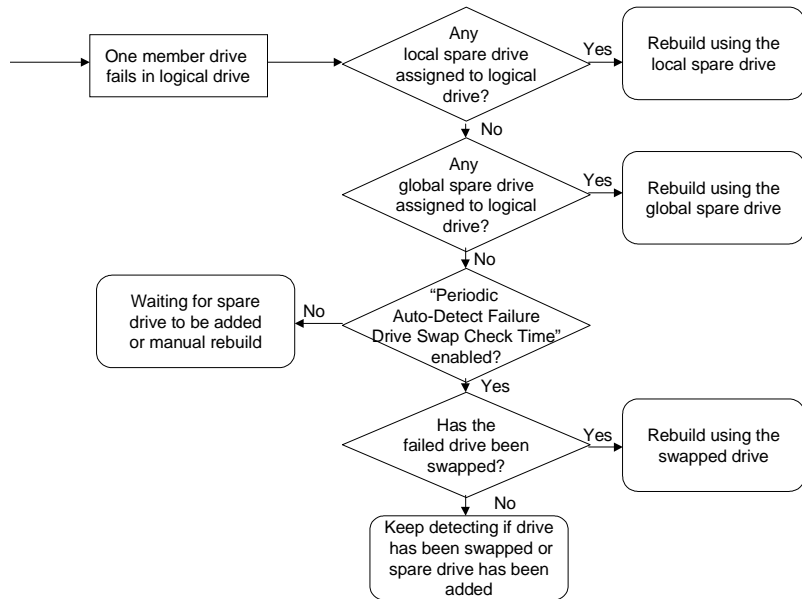 One member drive
fails in logical drive
Any
local spare drive
assigned to logical
drive?
Yes
Rebuild using the
local spare drive
No
Any
global spare drive
assigned to logical
drive?
Yes
Rebuild using the
global spare drive
No
“Periodic
Auto-Detect Failure
Drive Swap Check Time”
enabled?
No
Waiting for spare
drive to be added
or manual rebuild
Yes
Has the
failed drive been
swapped?
Yes
Rebuild using the
swapped drive
No
Keep detecting if drive
has been swapped or
spare drive has been
added